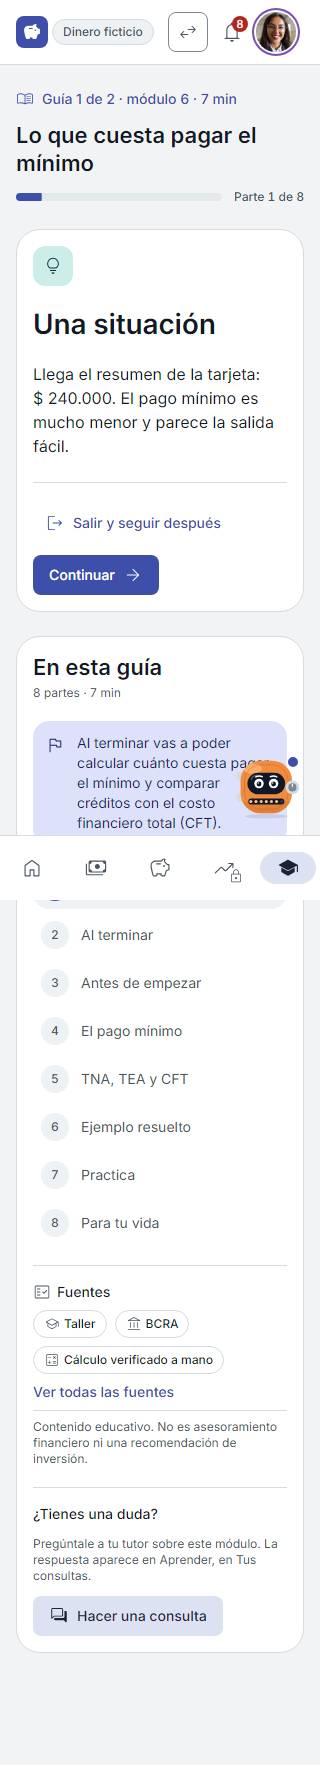 Dinero ficticio
8
Guía 1 de 2 · módulo 6 · 7 min
Lo que cuesta pagar el
mínimo
Parte 1 de 8
Una situación
Llega el resumen de la tarjeta:
$ 240.000. El pago mínimo es
mucho menor y parece la salida
fácil.
Salir y seguir después
Continuar
En esta guía
8 partes · 7 min
Al terminar vas a poder
calcular cuánto cuesta pagar
el mínimo y comparar
créditos con el costo
financiero total (CFT).
2 Al terminar
3 Antes de empezar
4 El pago mínimo
5 TNA, TEA y CFT
6 Ejemplo resuelto
7 Practica
8 Para tu vida
Fuentes
Taller
BCRA
Cálculo verificado a mano
Ver todas las fuentes
Contenido educativo. No es asesoramiento
financiero ni una recomendación de
inversión.
¿Tienes una duda?
Pregúntale a tu tutor sobre este módulo. La
respuesta aparece en Aprender, en Tus
consultas.
Hacer una consulta